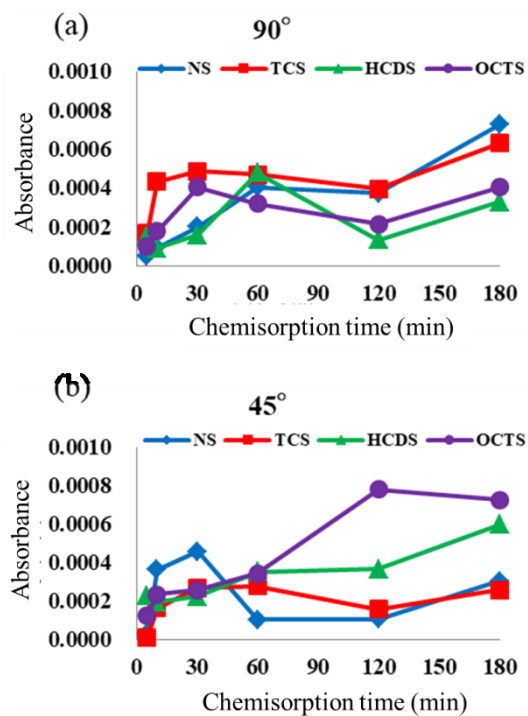 (a)
90°
NS TCS HCDS OCTS
0.0010
0.0008
0.0006
0.0004
0.0002
0.0000
Absorbance
0 30 60 90 120 150 180
Chemisorption time (min)
(b)
45°
NS TCS HCDS OCTS
0.0010
0.0008
0.0006
0.0004
0.0002
0.0000
Absorbance
0 30 60 90 120 150 180
Chemisorption time (min)